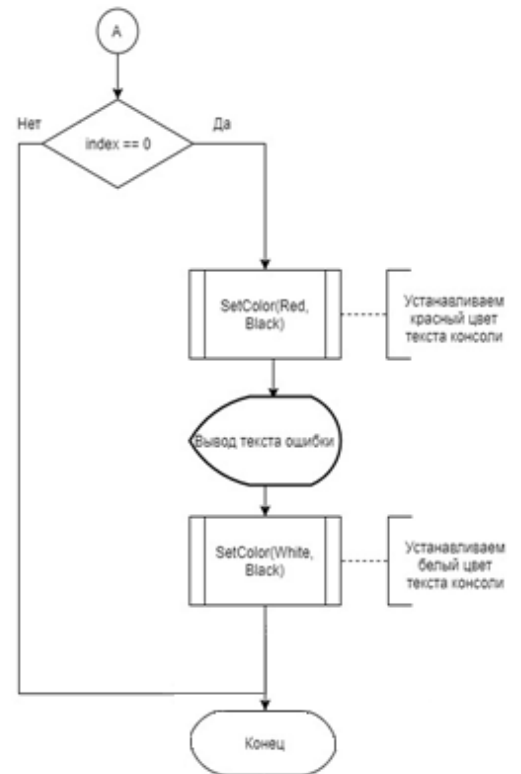 A
Нет
Да
index == 0
SetColor(Red,
Black)
Устанавливаем
красный цвет
текста консоли
Вывод текста ошибки
SetColor(White,
Black)
Устанавливаем
белый цвет
текста консоли
Конец